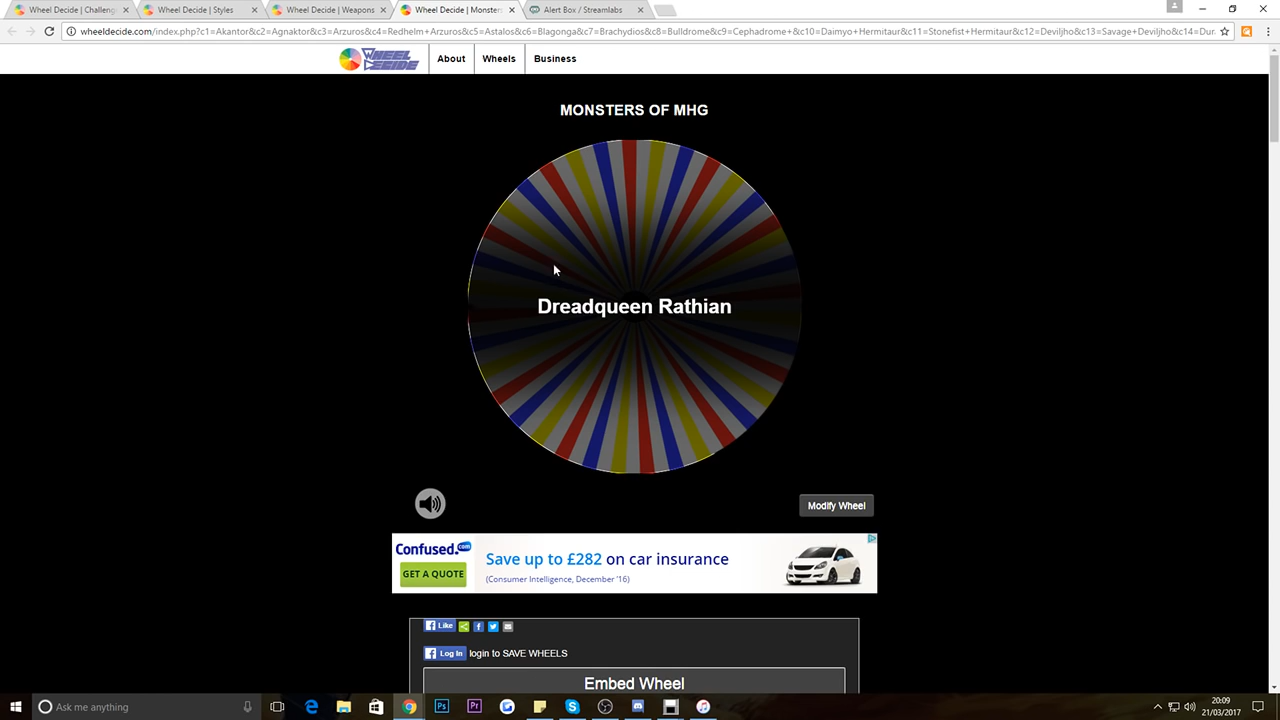 Wheel Decide | Challeng
Wheel Decide | Styles
Wheel Decide | Weapons
Wheel Decide | Monsters
Alert Box / Streamlabs
wheeldecide.com/index.php?c1=Akantor&c2=Agnaktor&c3=Arzuros&c4=Redhelm+Arzuros&c5=Astalos&c6=Blagonga&c7=Brachydios&c8=Bulldrome&c9=Cephadrome+&c10=Daimyo+Hermitaur&c11=Stonefist+Hermitaur&c12=Deviljho&c13=Savage+Deviljho&c14=Dur
WHEEL DECIDE
About
Wheels
Business
MONSTERS OF MHG
Dreadqueen Rathian
Modify Wheel
Confused.com
GET A QUOTE
Save up to £282 on car insurance
(Consumer Intelligence, December '16)
Like
Log In
login to SAVE WHEELS
Embed Wheel
Ask me anything
20:09
21/03/2017